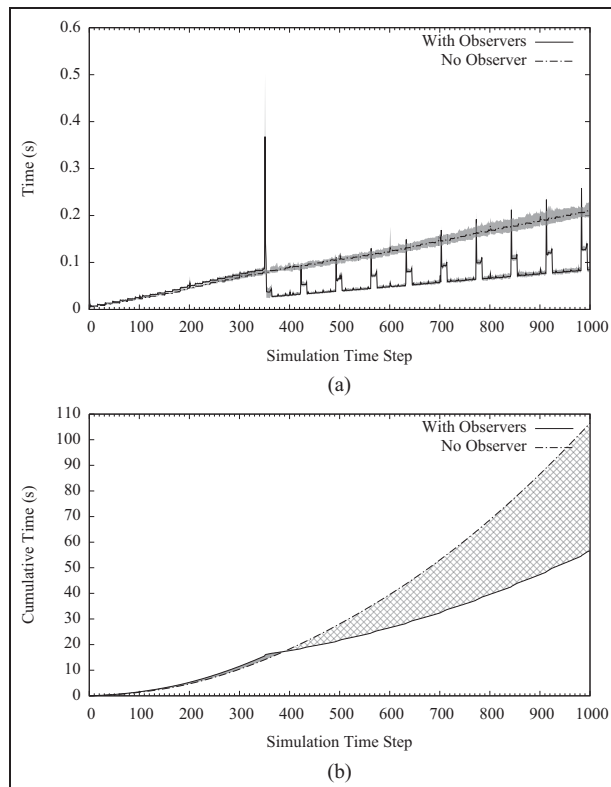 0.6
0.5
0.4
0.3
0.2
0.1
0
Time (s)
With Observers
No Observer
0 100 200 300 400 500 600 700 800 900 1000
Simulation Time Step
(a)
110
100
90
80
70
60
50
40
30
20
10
0
Cumulative Time (s)
With Observers
No Observer
0 100 200 300 400 500 600 700 800 900 1000
Simulation Time Step
(b)